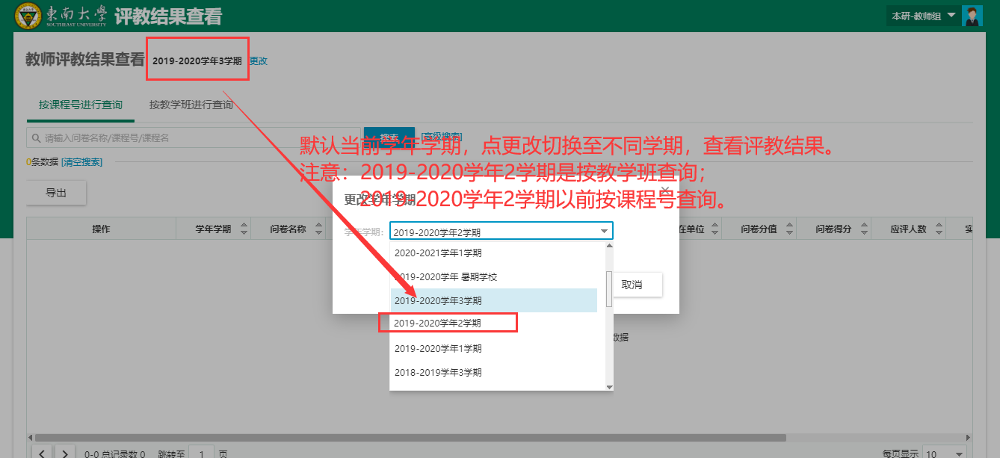 東南大學 评教结果查看
SOUTHEAST UNIVERSITY
本研-教师组
教师评教结果查看 2019-2020学年3学期 更改
按课程号进行查询 按教学班进行查询
请输入问卷名称/课程号/课程名 搜索 [高级搜索]
默认当前学年学期，点更改切换至不同学期，查看评教结果。
0条数据 [清空搜索]
注意：2019-2020学年2学期是按教学班查询；
2019-2020学年2学期以前按课程号查询。
导出
更改学年学期
操作 学年学期 问卷名称 在单位 问卷分值 问卷得分 应评人数 实
学年学期: 2019-2020学年2学期
2020-2021学年1学期
2019-2020学年 暑期学校
取消
2019-2020学年3学期
2019-2020学年2学期
数据
2019-2020学年1学期
2018-2019学年3学期
0-0 总记录数 0 跳转至 1 页 每页显示 10